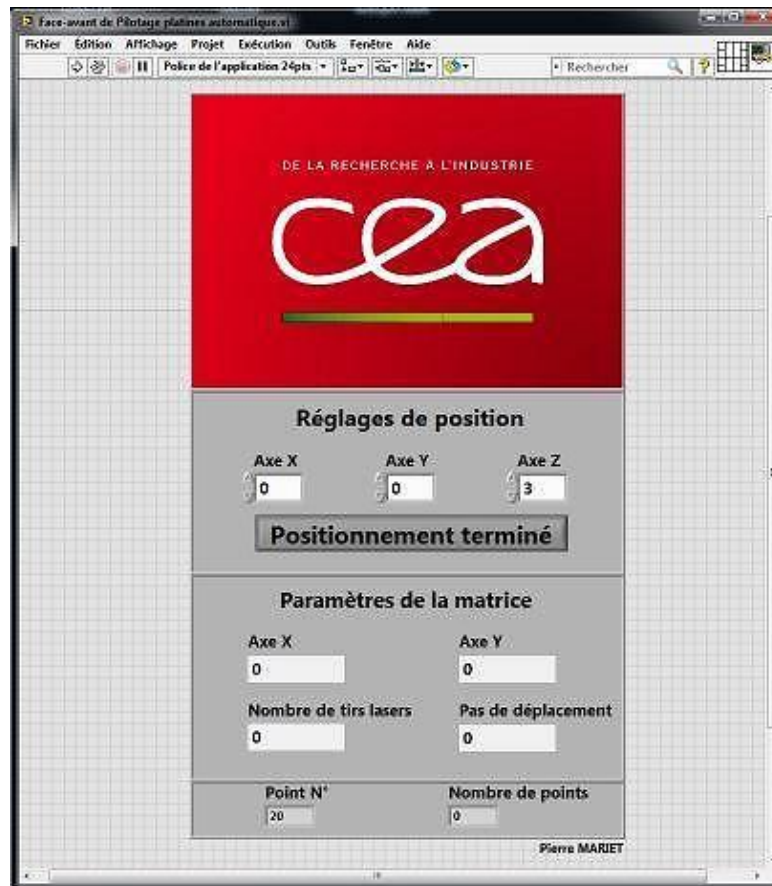 Face-avant de Pilotage platines automatique.vi
Fichier Édition Affichage Projet Exécution Outils Fenêtre Aide
Police de l'application 24pts Rechercher
DE LA RECHERCHE À L'INDUSTRIE
cea
Réglages de position
Axe X Axe Y Axe Z
0 0 3
Positionnement terminé
Paramètres de la matrice
Axe X Axe Y
0 0
Nombre de tirs lasers Pas de déplacement
0 0
Point N° Nombre de points
20 0
Pierre MARIET